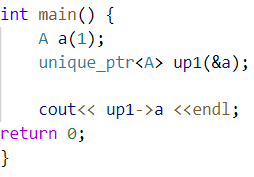 int main() {
    A a(1);
    unique_ptr<A> up1(&a);

    cout<< up1->a <<endl;
return 0;
}